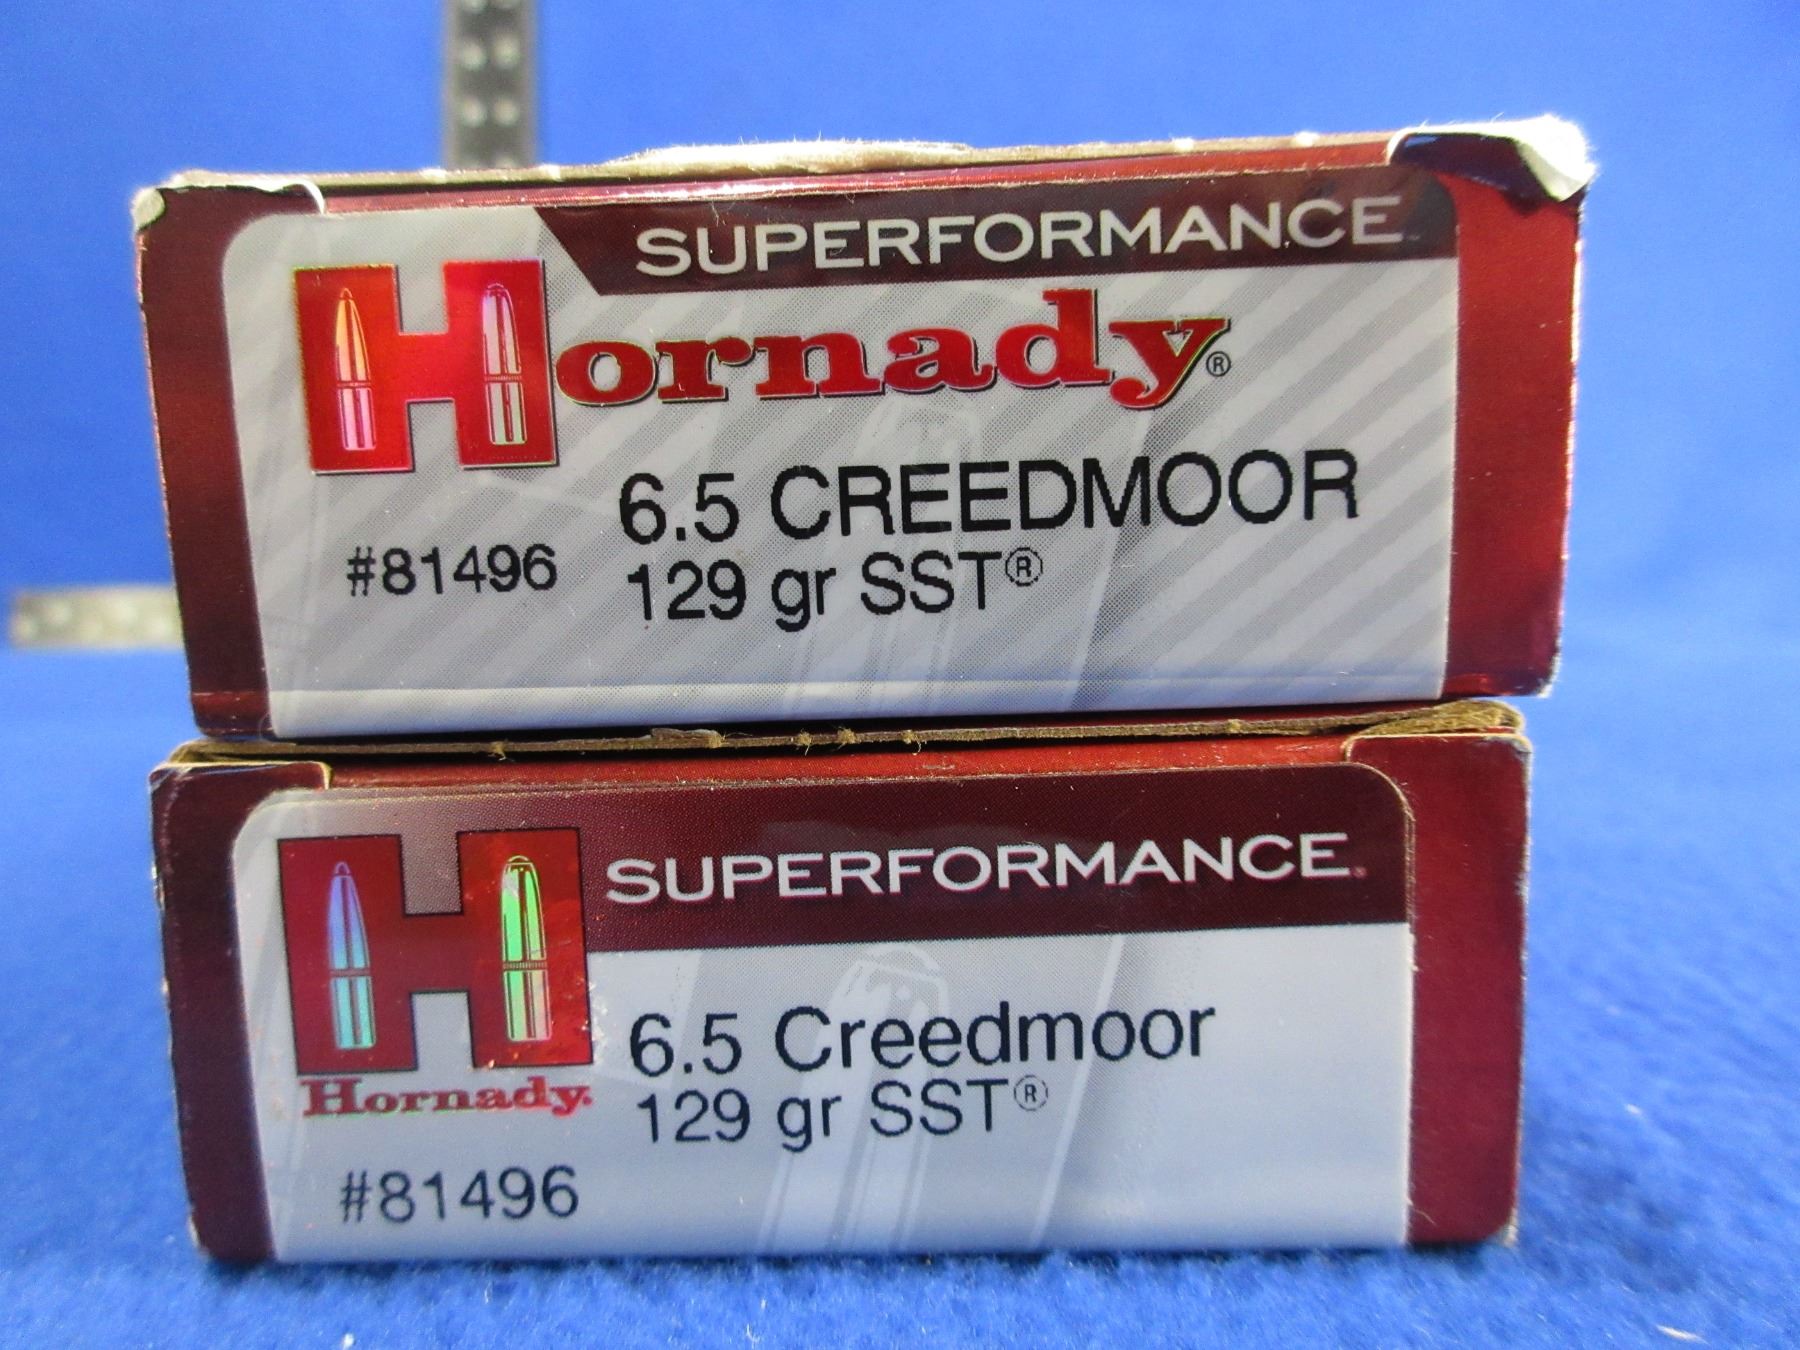 SUPERFORMANCE
Hornady®
6.5 CREEDMOOR
#81496 129 gr SST®
SUPERFORMANCE
Hornady
6.5 Creedmoor
129 gr SST®
#81496